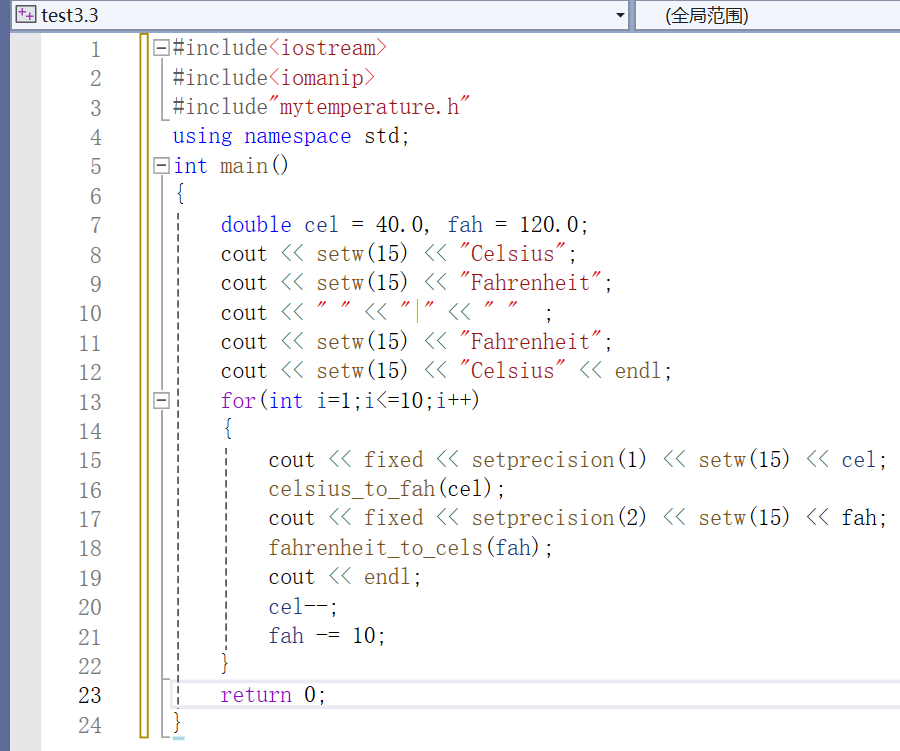 test3.3 (全局范围)
1 #include<iostream>
2 #include<iomanip>
3 #include"mytemperature.h"
4 using namespace std;
5 int main()
6 {
7 double cel = 40.0, fah = 120.0;
8 cout << setw(15) << "Celsius";
9 cout << setw(15) << "Fahrenheit";
10 cout << " " << "|" << " " ;
11 cout << setw(15) << "Fahrenheit";
12 cout << setw(15) << "Celsius" << endl;
13 for(int i=1;i<=10;i++)
14 {
15 cout << fixed << setprecision(1) << setw(15) << cel;
16 celsius_to_fah(cel);
17 cout << fixed << setprecision(2) << setw(15) << fah;
18 fahrenheit_to_cels(fah);
19 cout << endl;
20 cel--;
21 fah -= 10;
22 }
23 return 0;
24 }